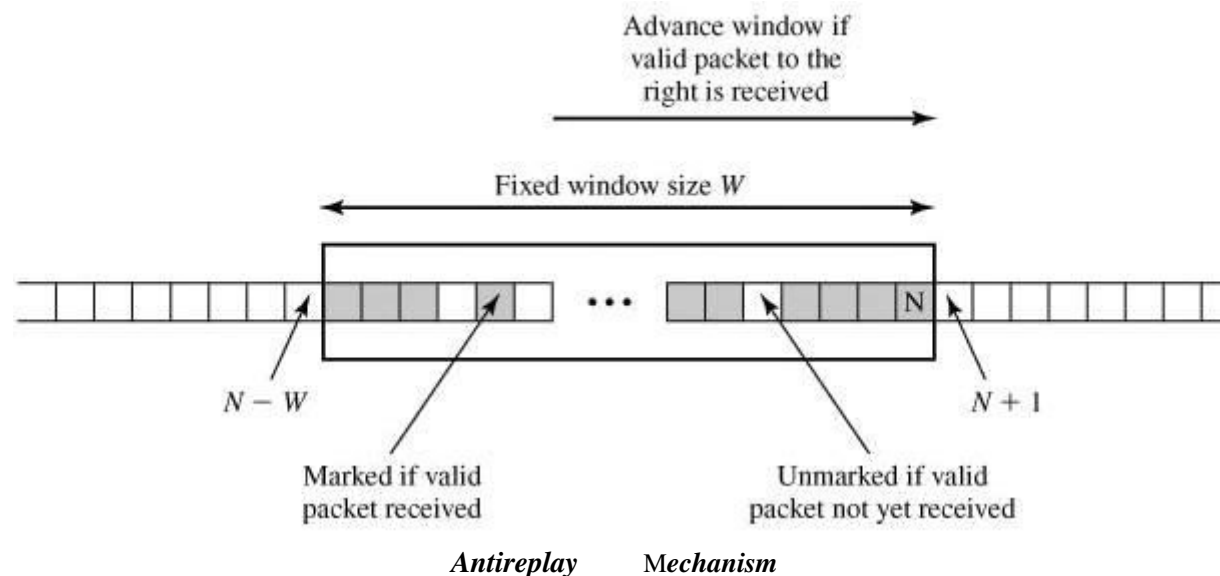 Advance window if
valid packet to the
right is received
Fixed window size W
N
N − W
N + 1
Marked if valid
packet received
Unmarked if valid
packet not yet received
Antireplay Mechanism